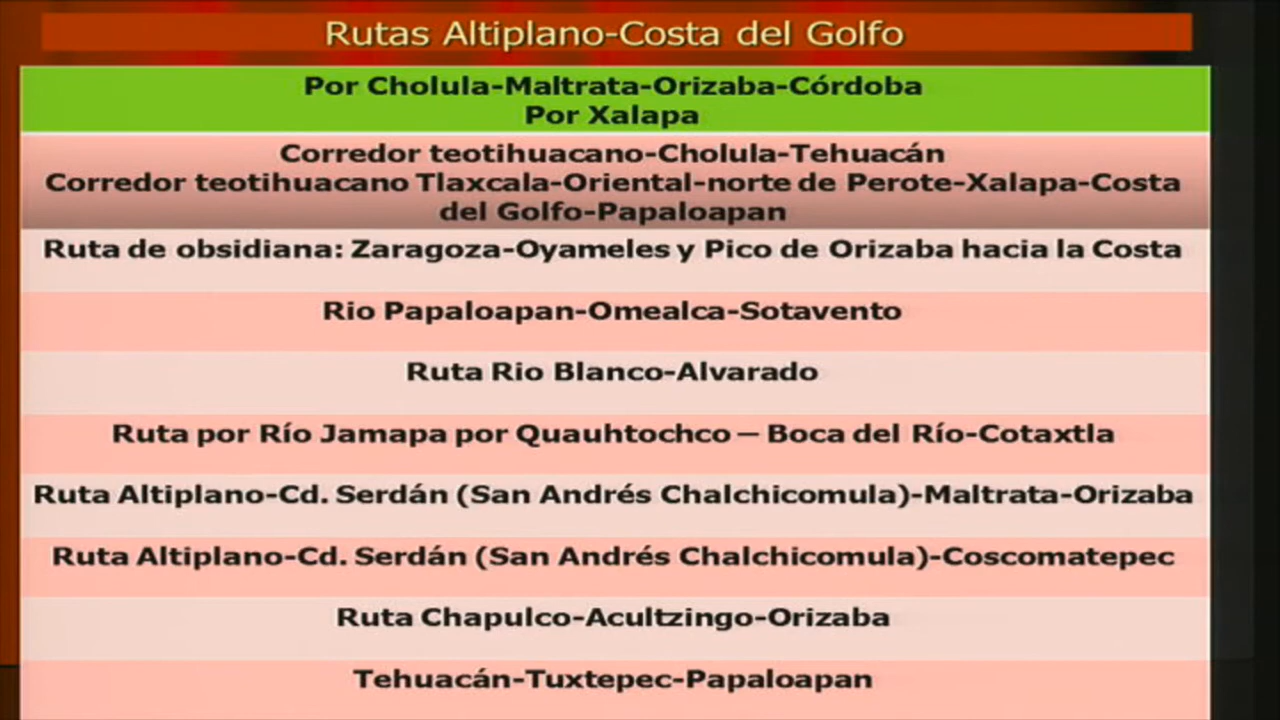 Rutas Altiplano-Costa del Golfo
Por Cholula-Maltrata-Orizaba-Córdoba
Por Xalapa
Corredor teotihuacano-Cholula-Tehuacán
Corredor teotihuacano Tlaxcala-Oriental-norte de Perote-Xalapa-Costa
del Golfo-Papaloapan
Ruta de obsidiana: Zaragoza-Oyameles y Pico de Orizaba hacia la Costa
Rio Papaloapan-Omealca-Sotavento
Ruta Rio Blanco-Alvarado
Ruta por Río Jamapa por Quauhtochco – Boca del Río-Cotaxtla
Ruta Altiplano-Cd. Serdán (San Andrés Chalchicomula)-Maltrata-Orizaba
Ruta Altiplano-Cd. Serdán (San Andrés Chalchicomula)-Coscomatepec
Ruta Chapulco-Acultzingo-Orizaba
Tehuacán-Tuxtepec-Papaloapan